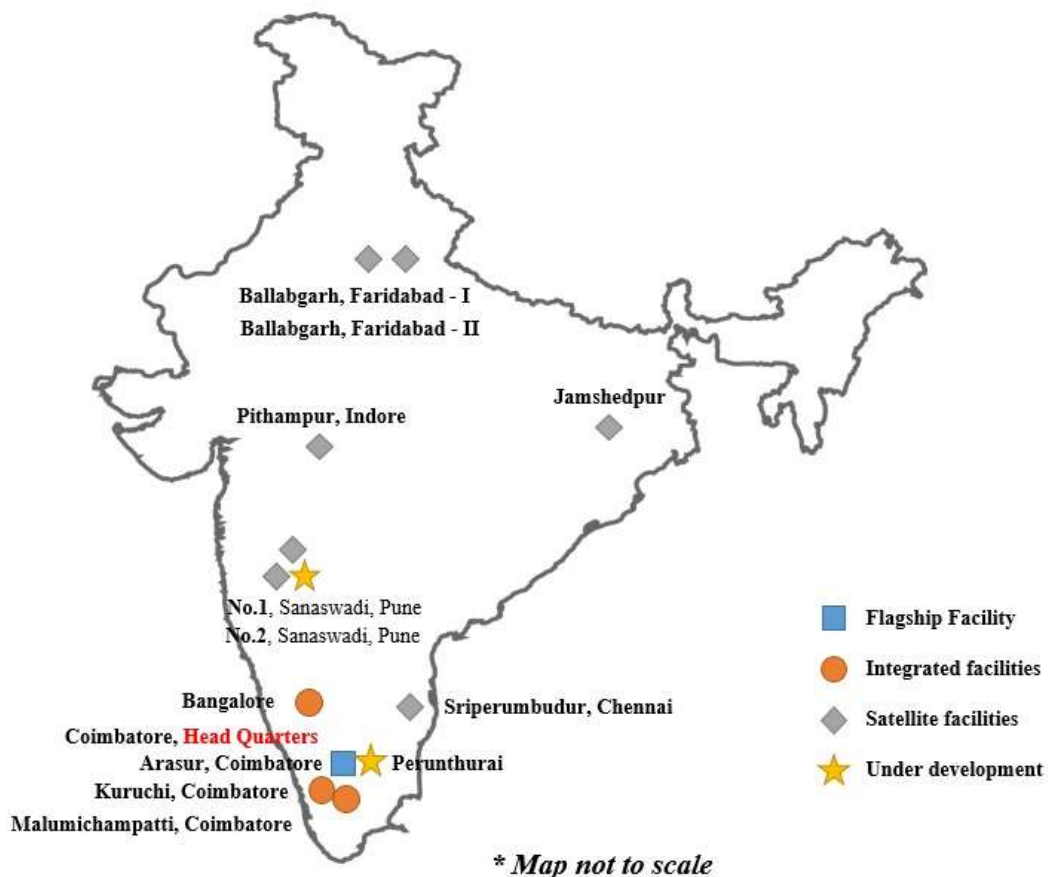 Ballabgarh, Faridabad - I
Ballabgarh, Faridabad - II
Jamshedpur
Pithampur, Indore
No.1, Sanaswadi, Pune
No.2, Sanaswadi, Pune
Flagship Facility
Integrated facilities
Satellite facilities
Under development
Bangalore
Sriperumbudur, Chennai
Coimbatore, Head Quarters
Arasur, Coimbatore
Perunthurai
Kuruchi, Coimbatore
Malumichampatti, Coimbatore
* Map not to scale